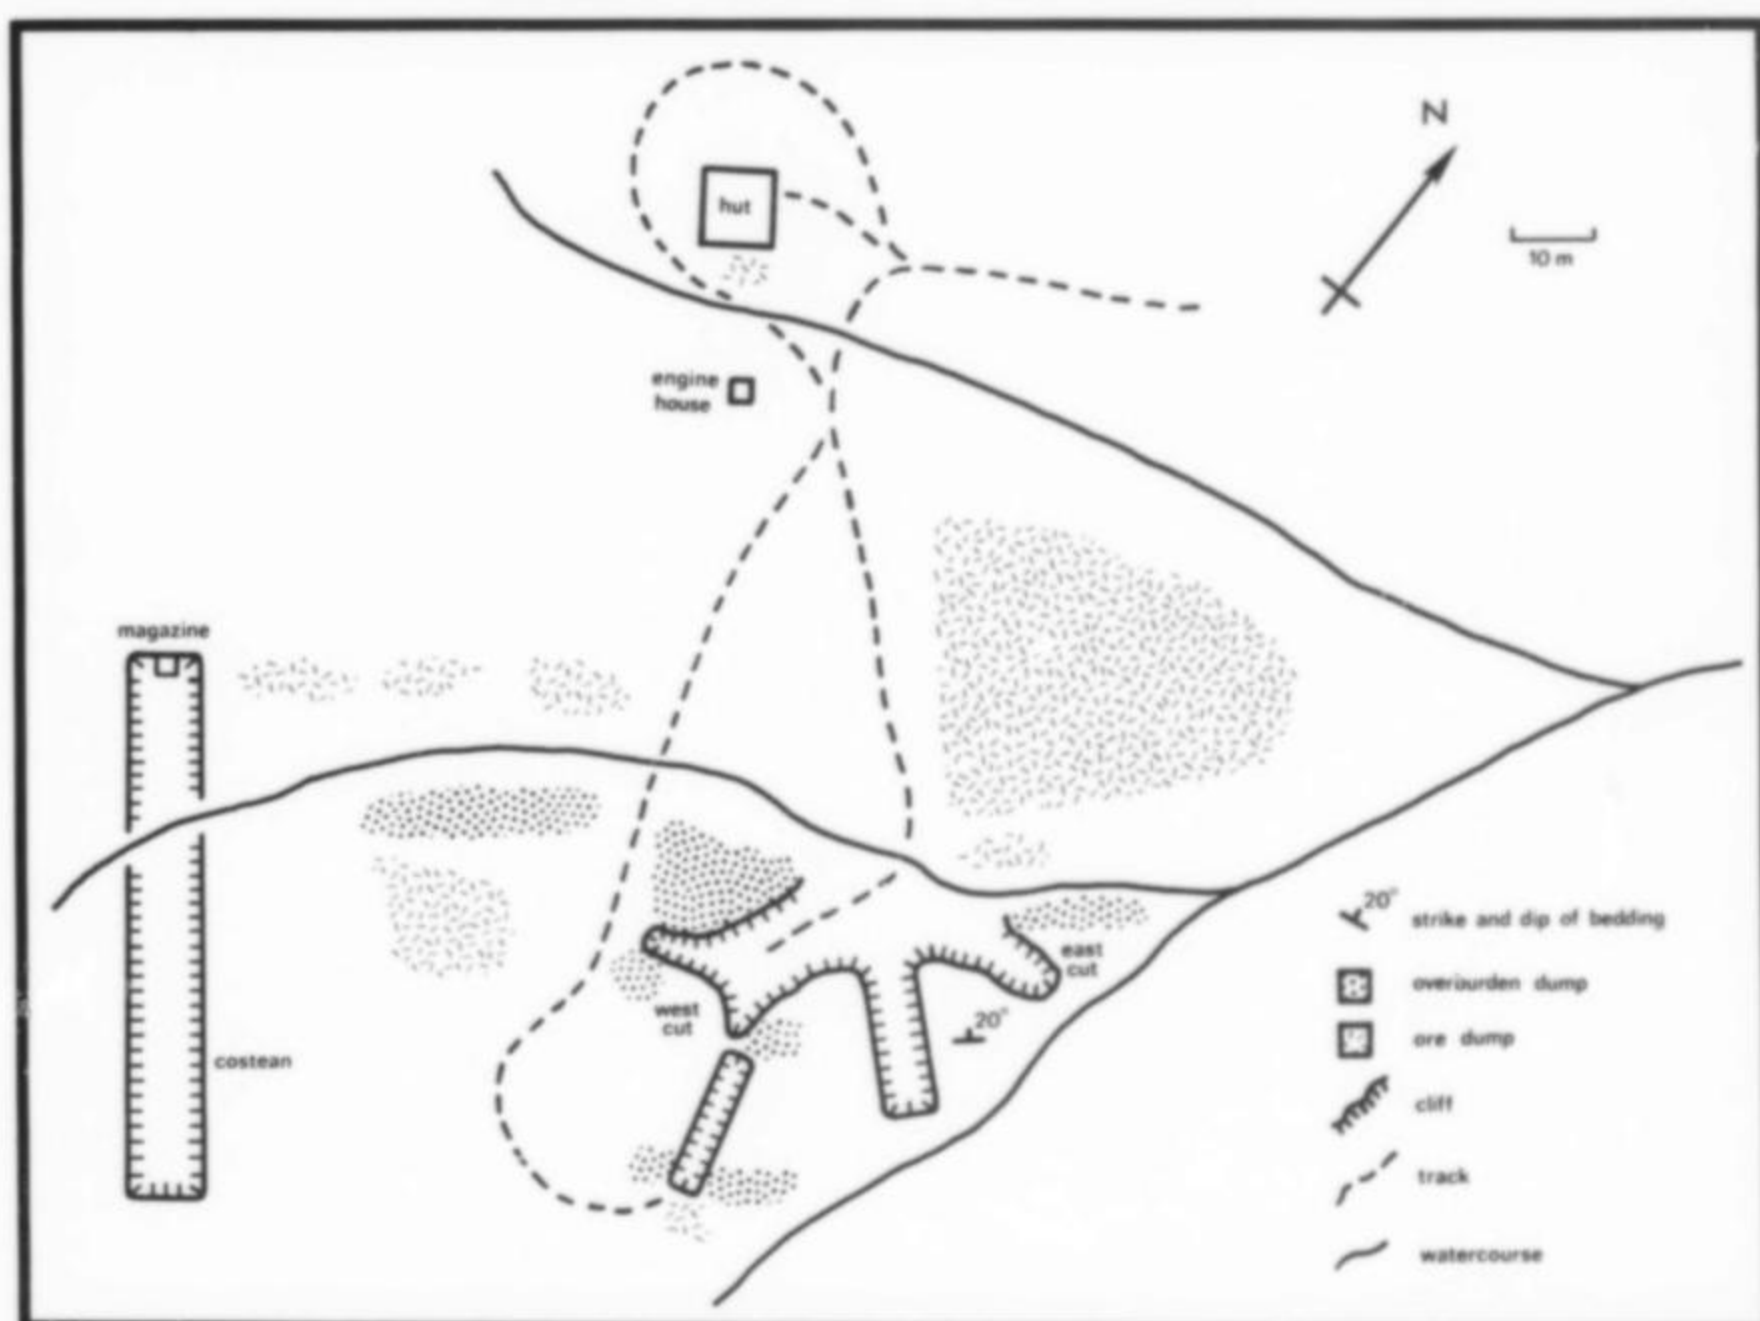 N
hut
10 m
engine
house
magazine
20°
strike and dip of bedding
east
cut
overburden dump
west
cut
20°
ore dump
costean
cliff
track
watercourse